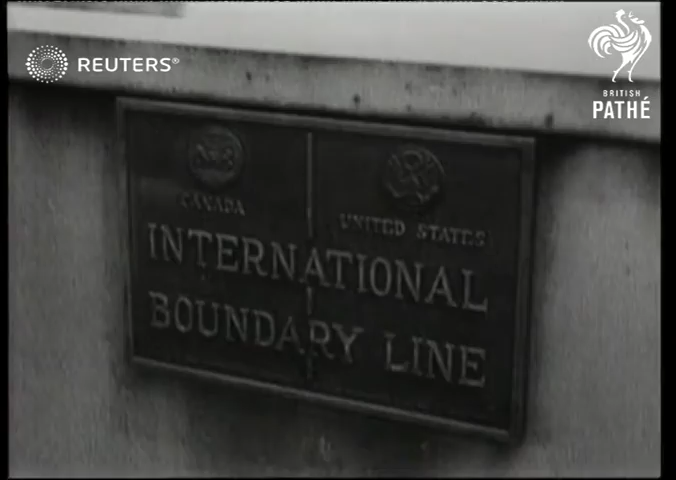 REUTERS®
BRITISH
PATHÉ
CANADA
UNITED STATES
INTERNATIONAL
BOUNDARY LINE